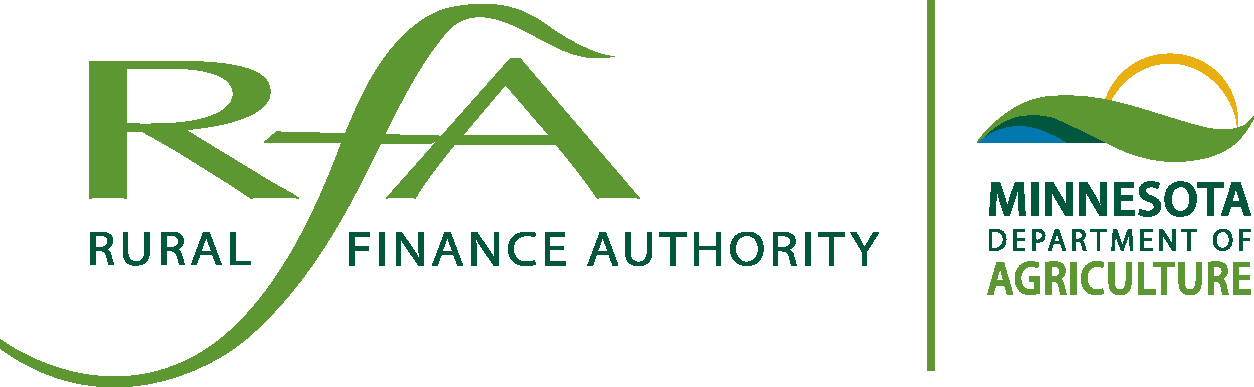 RfA
RURAL FINANCE AUTHORITY
MINNESOTA
DEPARTMENT OF
AGRICULTURE